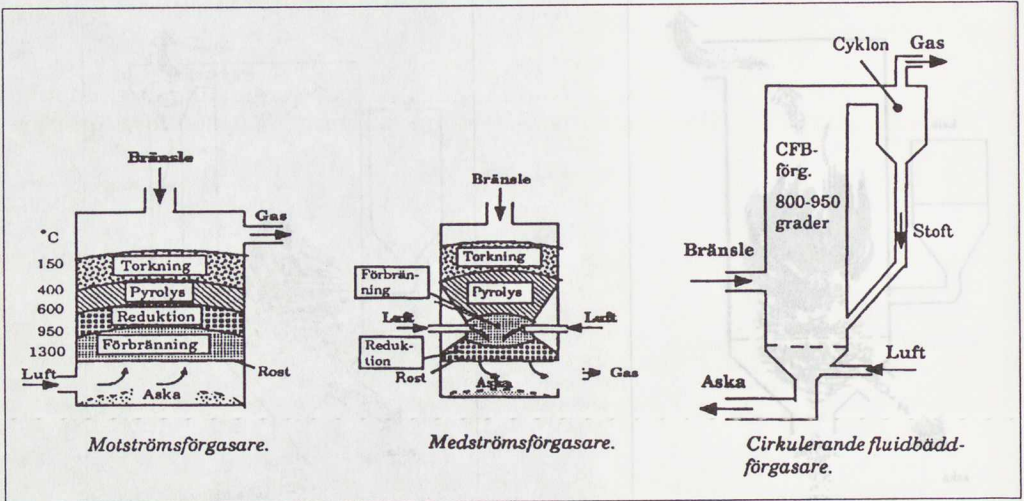 Bränsle
Gas
°C
150
Torkning
400
Pyrolys
600
Reduktion
950
Förbränning
1300
Luft
Rost
Aska
Motströmsförgasare.
Bränsle
Torkning
Förbrän-
ning
Pyrolys
Luft
Luft
Reduk-
tion
Rost
Aska
Gas
Medströmsförgasare.
Cyklon
Gas
CFB-
förg.
800-950
grader
Stoft
Bränsle
Luft
Aska
Cirkulerande fluidbädd-
förgasare.